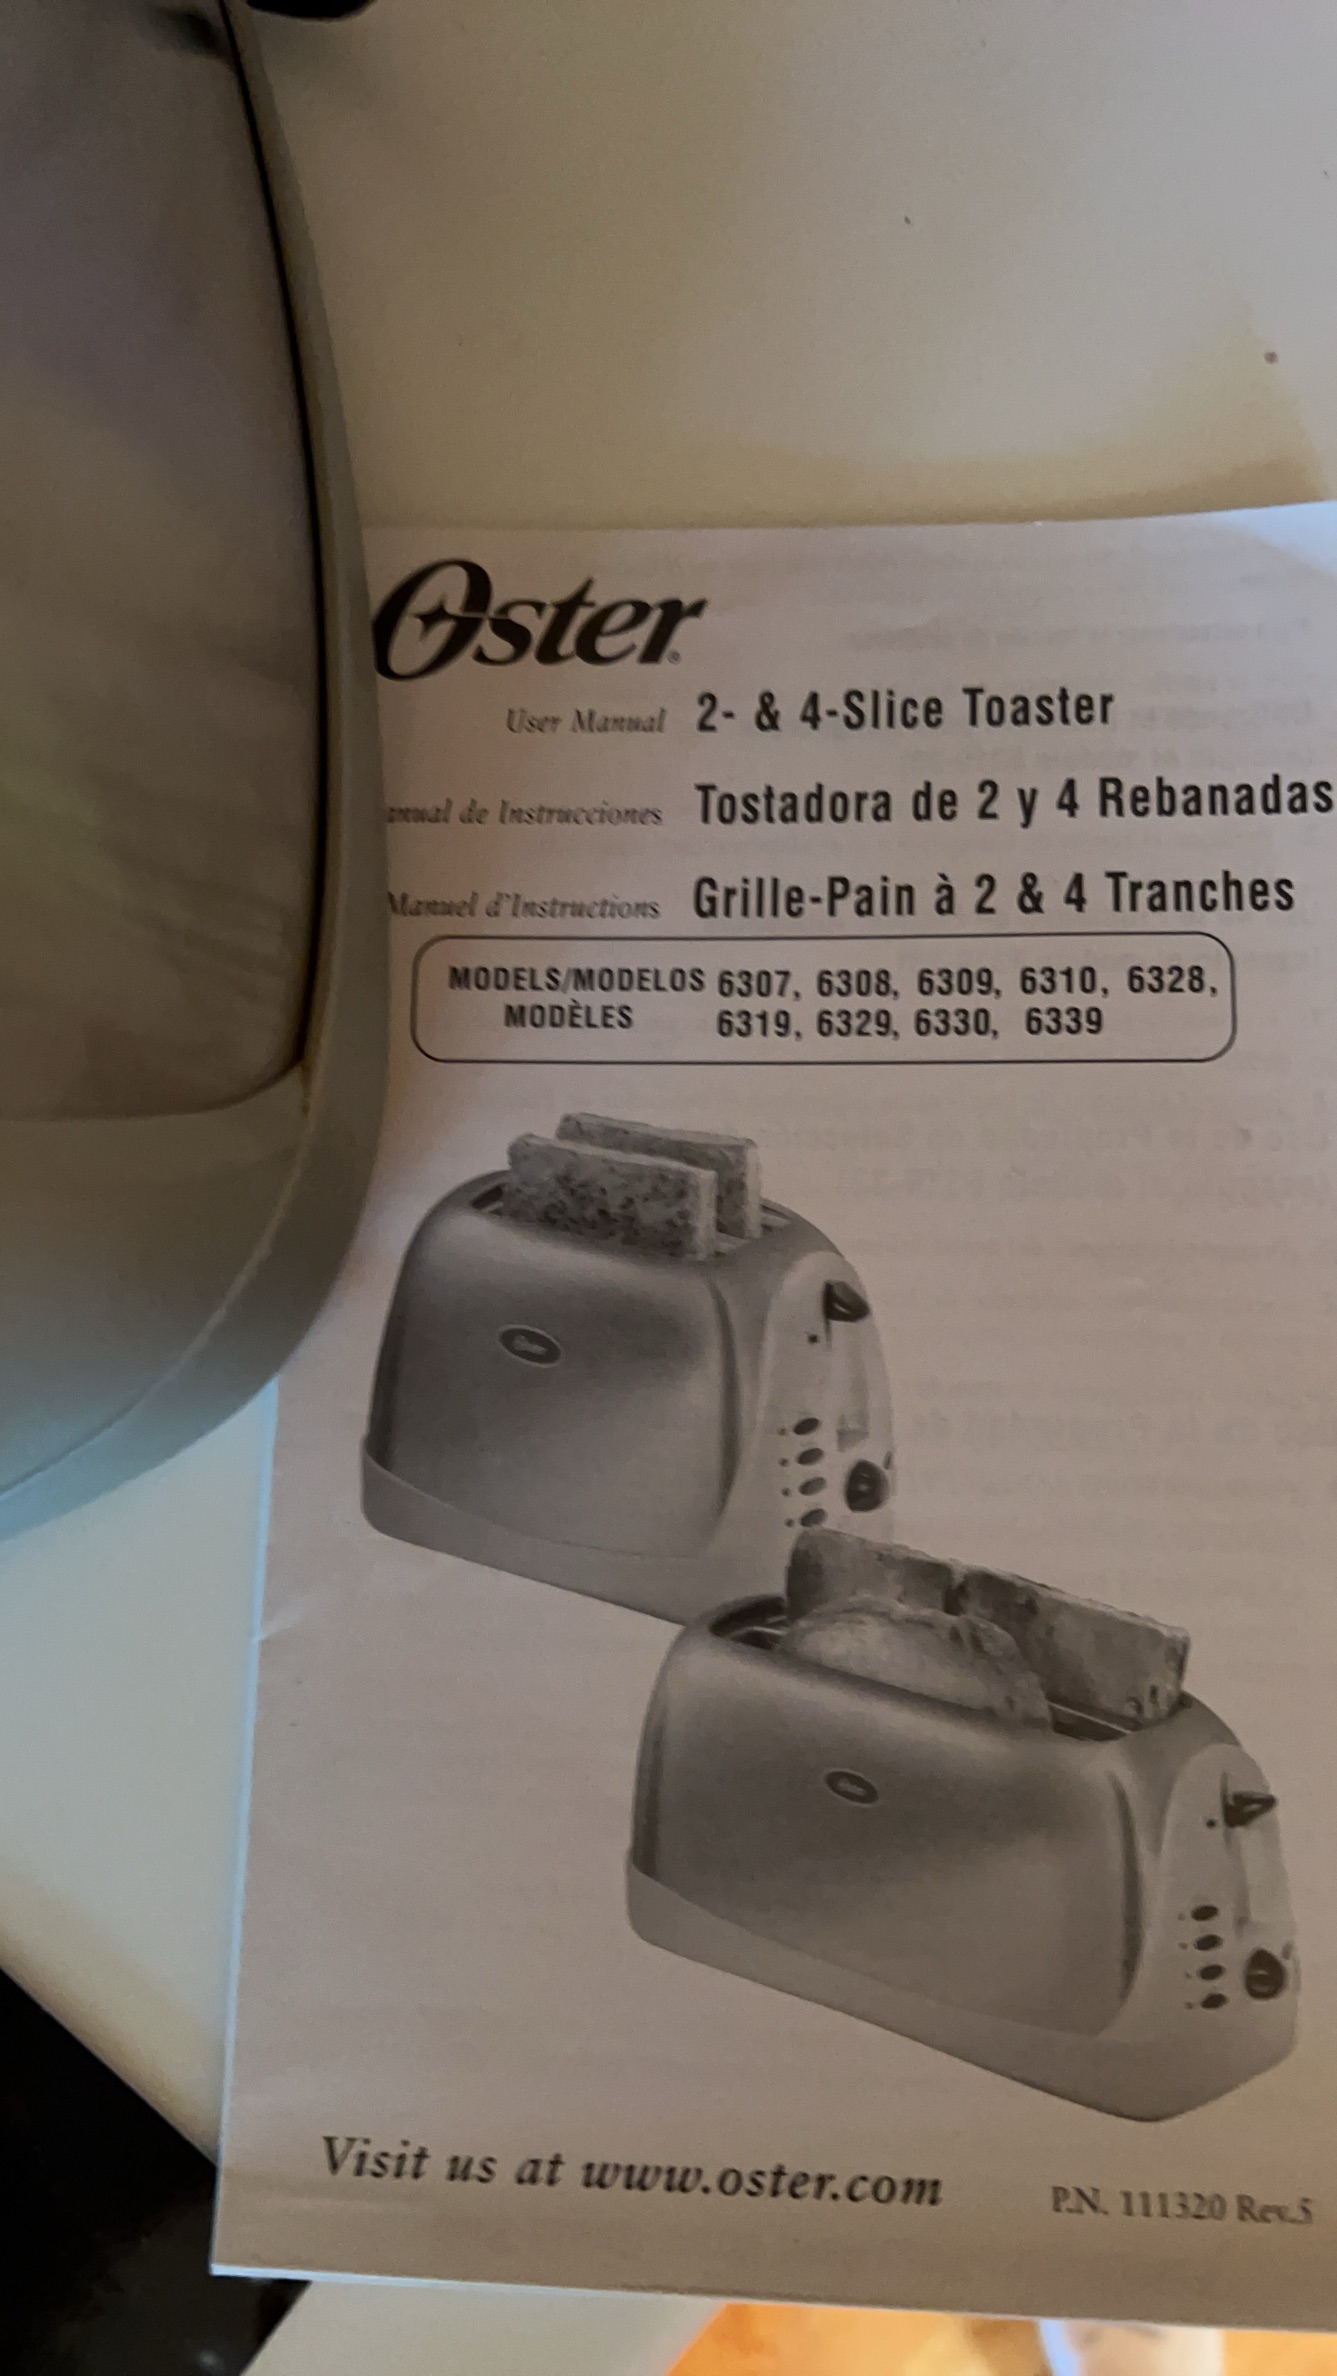 Oster®
User Manual 2- & 4-Slice Toaster
anual de Instrucciones Tostadora de 2 y 4 Rebanadas
Manuel d'Instructions Grille-Pain à 2 & 4 Tranches
MODELS/MODELOS 6307, 6308, 6309, 6310, 6328,
MODÈLES 6319, 6329, 6330, 6339
Visit us at www.oster.com
P.N. 111320 Rev.5